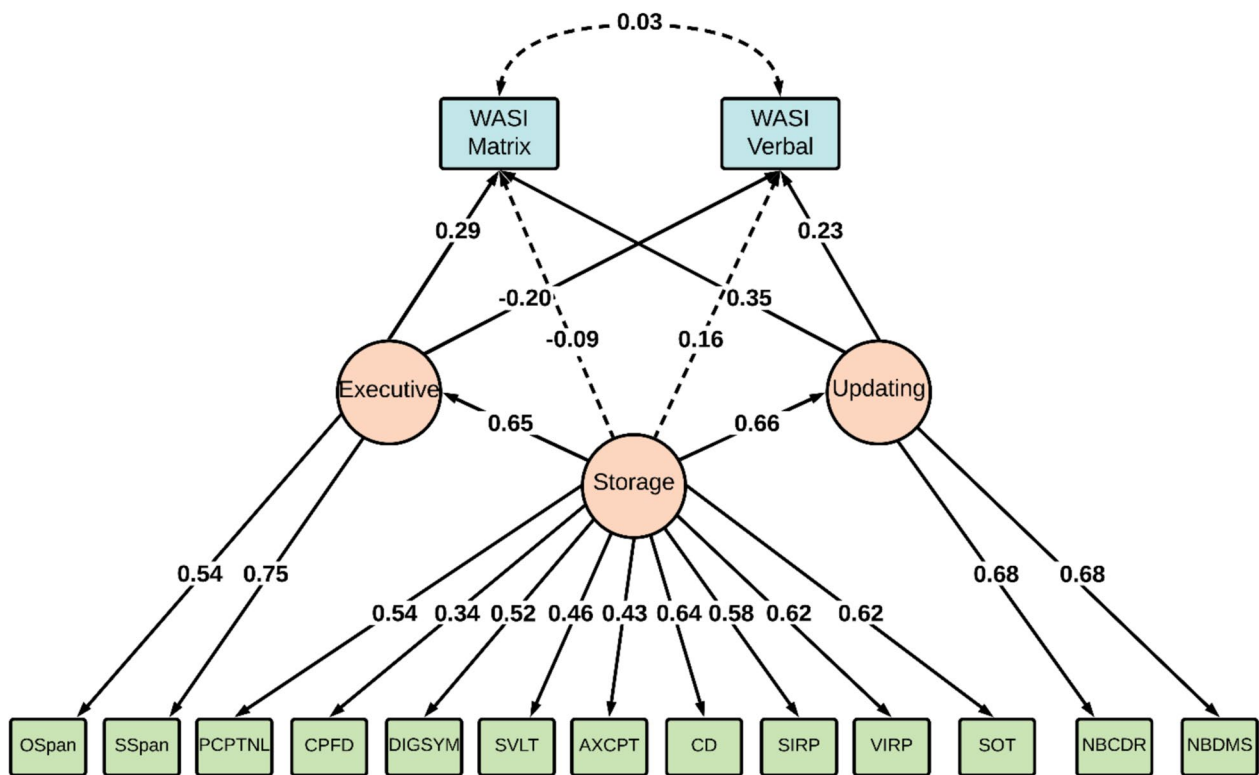 0.03
WASI
Matrix
WASI
Verbal
0.29
0.23
-0.20
0.35
-0.09
0.16
Executive
Updating
0.65
0.66
Storage
0.54
0.75
0.68
0.68
0.54
0.34
0.52
0.46
0.43
0.64
0.58
0.62
0.62
OSpan
SSpan
PCPTNL
CPFD
DIGSYM
SVLT
AXCPT
CD
SIRP
VIRP
SOT
NBCDR
NBDMS